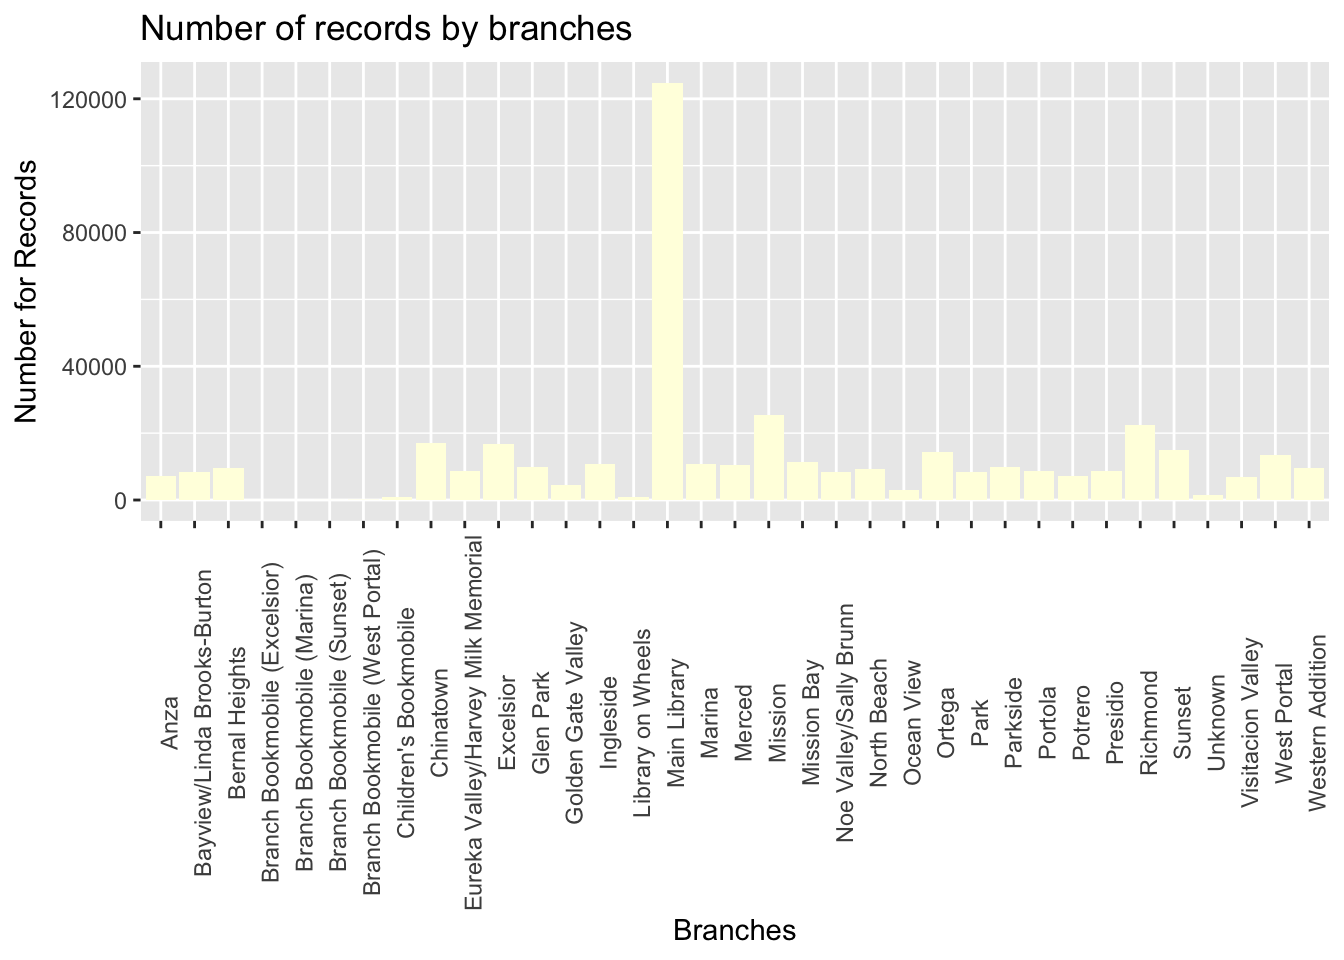 Number of records by branches
Number for Records
120000
80000
40000
0
Anza
Bayview/Linda Brooks-Burton
Bernal Heights
Branch Bookmobile (Excelsior)
Branch Bookmobile (Marina)
Branch Bookmobile (Sunset)
Branch Bookmobile (West Portal)
Children's Bookmobile
Chinatown
Eureka Valley/Harvey Milk Memorial
Excelsior
Glen Park
Golden Gate Valley
Ingleside
Library on Wheels
Main Library
Marina
Merced
Mission
Mission Bay
Noe Valley/Sally Brunn
North Beach
Ocean View
Ortega
Park
Parkside
Portola
Potrero
Presidio
Richmond
Sunset
Unknown
Visitacion Valley
West Portal
Western Addition
Branches